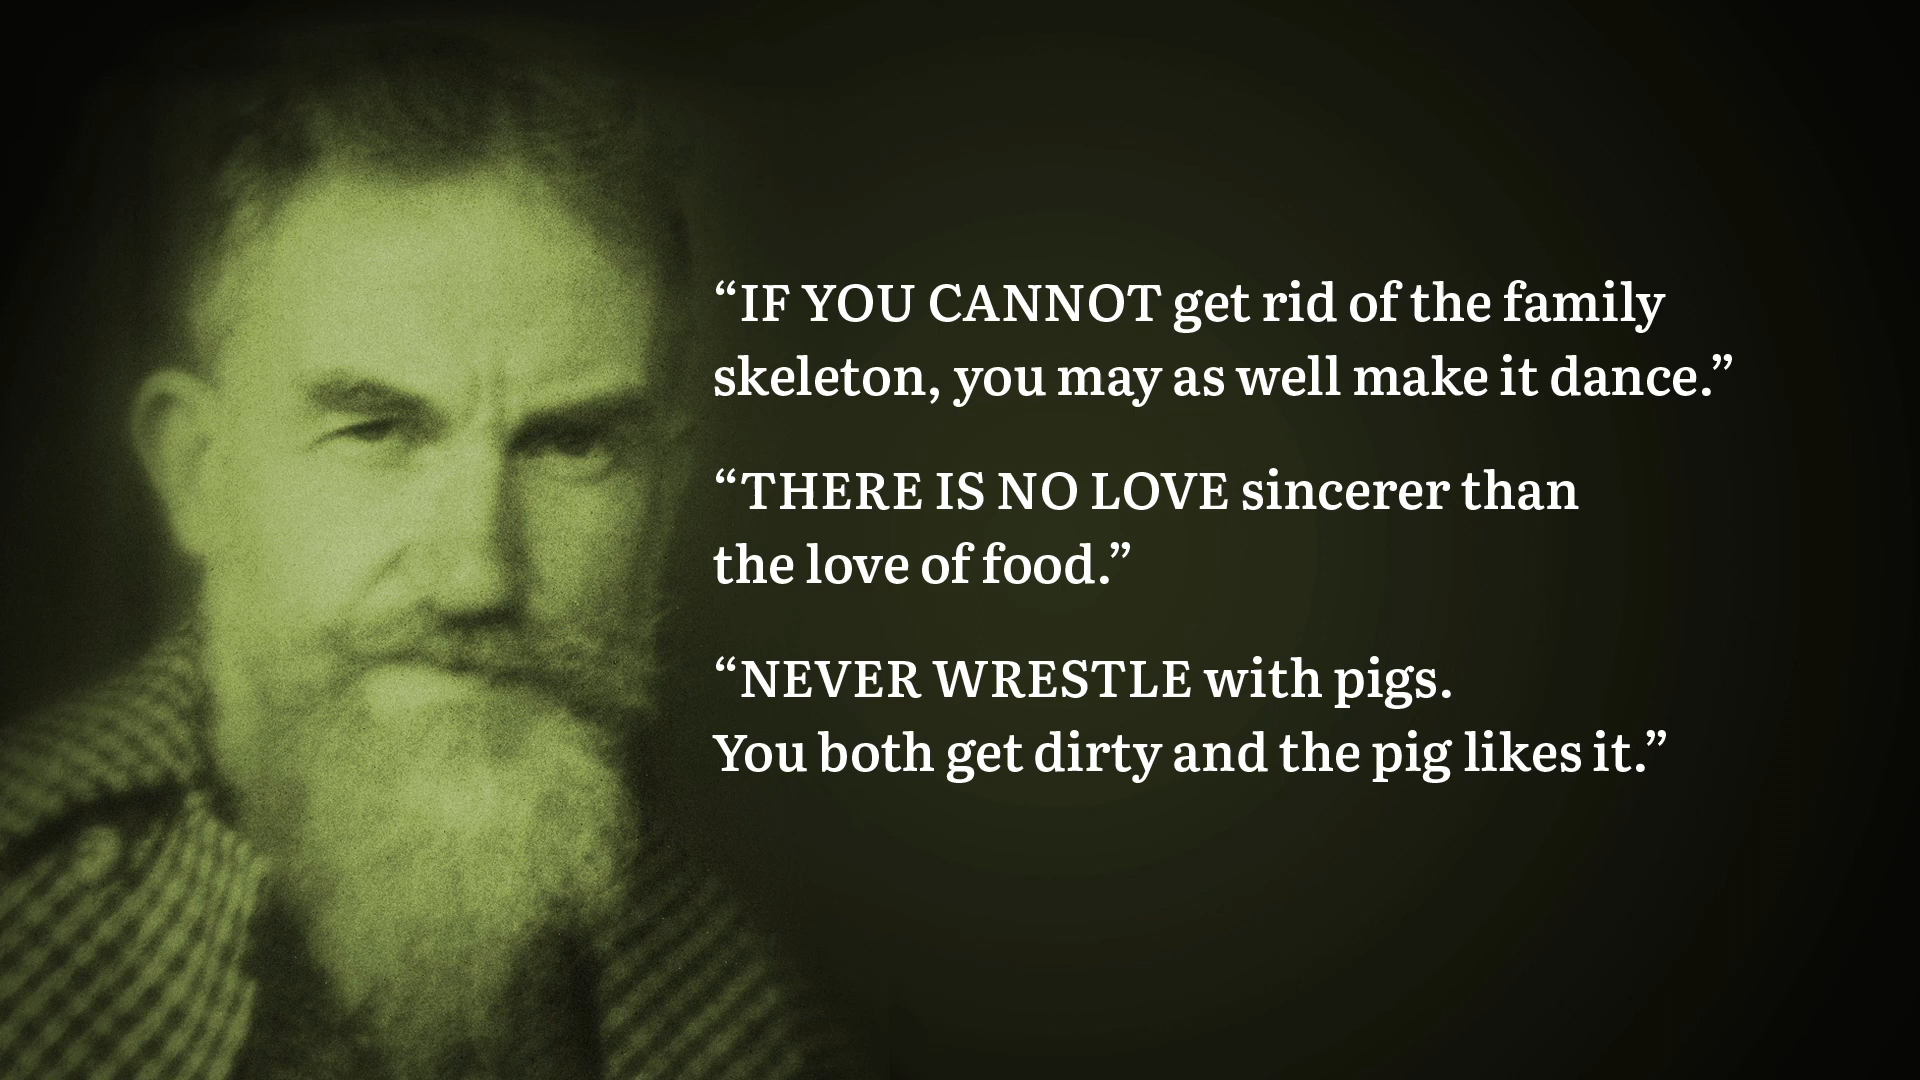 “IF YOU CANNOT get rid of the family
skeleton, you may as well make it dance.”
“THERE IS NO LOVE sincerer than
the love of food.”
“NEVER WRESTLE with pigs.
You both get dirty and the pig likes it.”